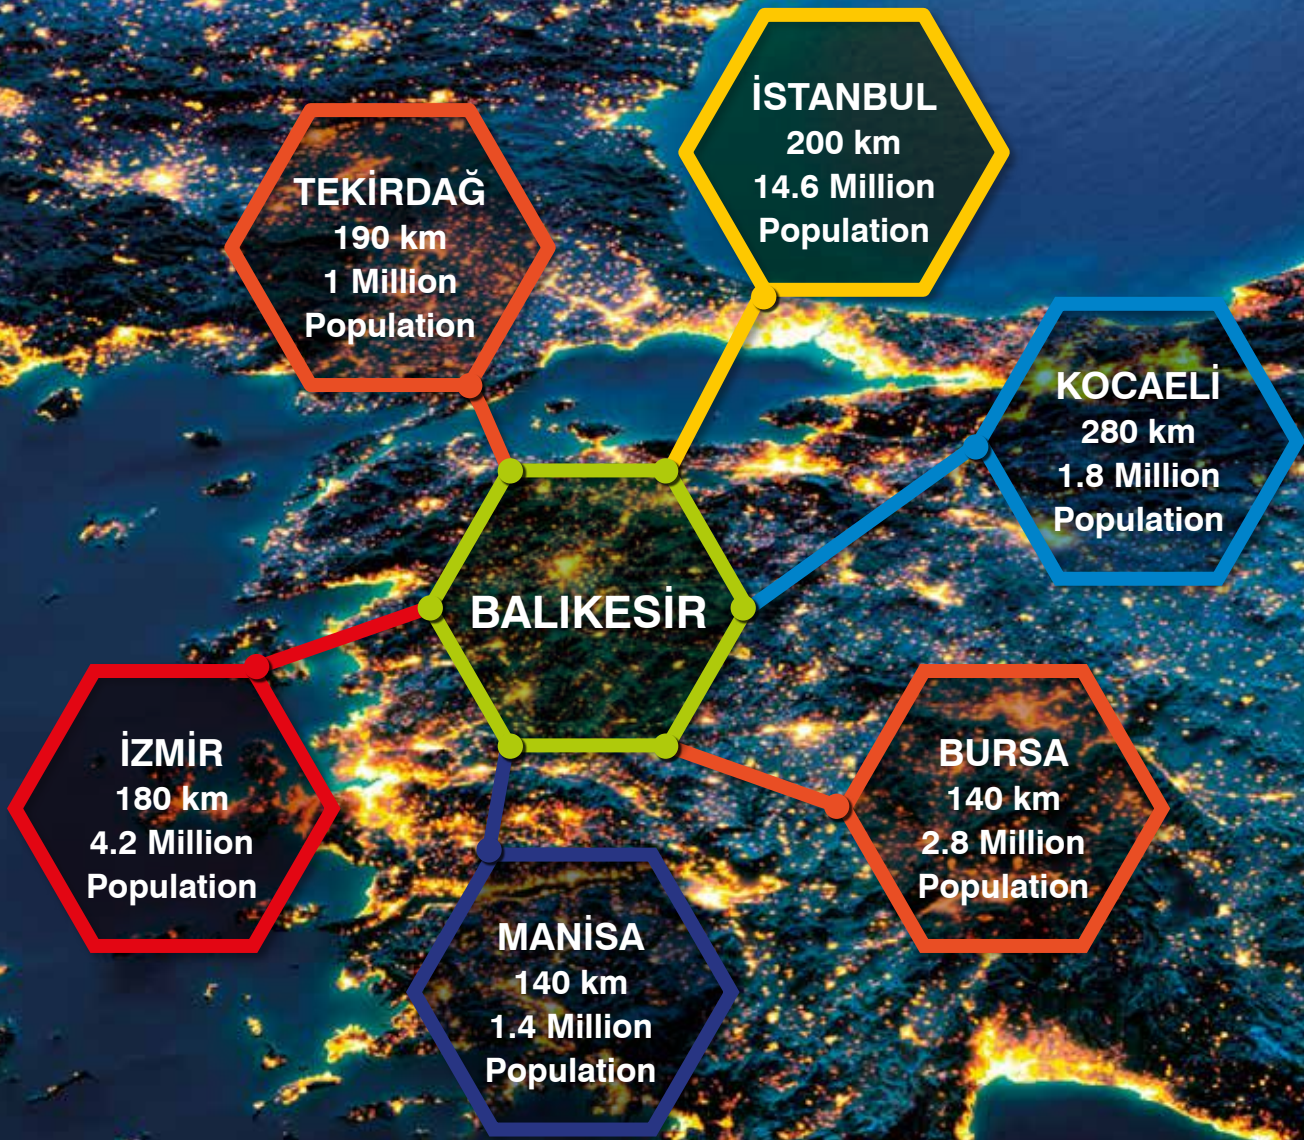 İSTANBUL
200 km
14.6 Million
Population
TEKİRDAĞ
190 km
1 Million
Population
KOCAELİ
280 km
1.8 Million
Population
BALIKESİR
İZMİR
180 km
4.2 Million
Population
BURSA
140 km
2.8 Million
Population
MANİSA
140 km
1.4 Million
Population